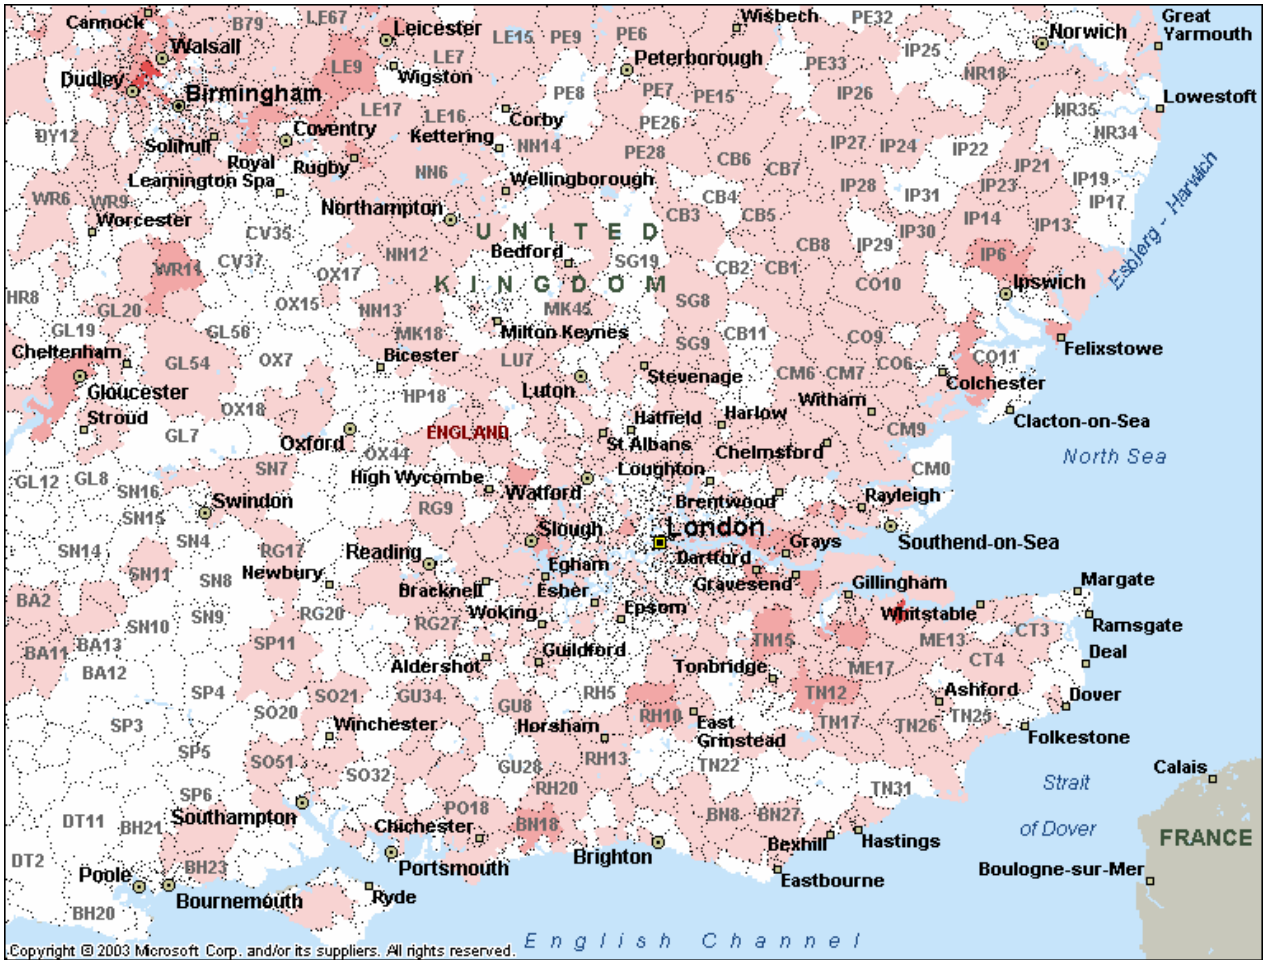 Cannock
B79
LE67
Leicester
LE15
PE9
PE6
Wisbech
PE32
Great
Yarmouth
Norwich
Walsall
LE7
Peterborough
IP25
LE9
Wigston
PE33
NR18
Dudley
Birmingham
PE8
PE7
PE15
IP26
Lowestoft
LE17
LE16
Corby
PE26
NR35
NR34
DY12
Coventry
Kettering
Solihull
NN14
PE28
CB6
CB7
IP27
IP24
IP22
IP21
Royal
Leamington Spa
Rugby
NN6
Wellingborough
IP28
IP31
IP23
IP19
IP17
WR6
WR9
Worcester
Northampton
CB4
CB3
CB5
IP14
IP13
CV35
UNITED
KINGDOM
IP30
IP29
CB8
IP6
NN12
Bedford
SG19
CB2
CB1
WR11
CV37
OX17
CO10
Ipswich
Esbjerg - Harwich
HR8
GL20
OX15
NN13
MK45
SG8
GL19
GL56
MK18
Milton Keynes
CB11
CO9
SG9
Felixstowe
Cheltenham
GL54
OX7
Bicester
LU7
Stevenage
CM6
CM7
CO6
CO11
Gloucester
Luton
Colchester
HP18
Witham
Stroud
OX18
Hatfield
Harlow
Clacton-on-Sea
GL7
Oxford
ENGLAND
St Albans
Chelmsford
CM9
OX44
North Sea
GL12
GL8
SN7
High Wycombe
Loughton
CM0
SN16
Swindon
Watford
Brentwood
Rayleigh
SN15
RG9
SN4
Slough
London
SN14
RG17
Reading
Grays
Southend-on-Sea
SN11
SN8
Newbury
Egham
Dartford
Gravesend
Gillingham
Margate
Bracknell
Esher
BA2
SN9
RG20
Woking
Epsom
Whitstable
Ramsgate
SN10
RG27
CT3
BA13
SP11
TN15
ME13
BA11
Guildford
Deal
BA12
Aldershot
Tonbridge
ME17
CT4
SP4
SO21
GU34
RH5
TN12
Ashford
Dover
SO20
GU8
RH10
TN25
SP3
Winchester
Horsham
East
Grinstead
TN17
TN26
Folkestone
SP5
SO51
SO32
GU28
RH13
TN22
Calais
Strait
of Dover
SP6
RH20
TN31
DT11
BH21
Southampton
PO18
Chichester
BN18
BN8
BN27
FRANCE
DT2
Brighton
Bexhill
Hastings
Poole
BH23
Portsmouth
Eastbourne
Boulogne-sur-Mer
Bournemouth
Ryde
BH20
English Channel
Copyright © 2003 Microsoft Corp. and/or its suppliers. All rights reserved.